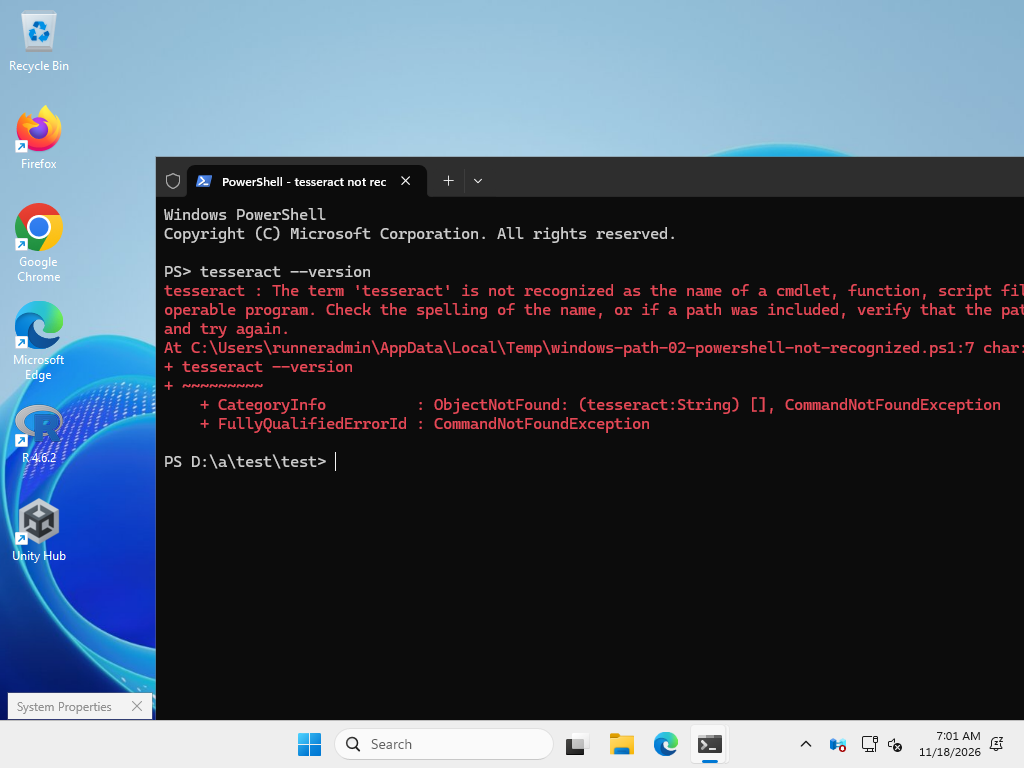 Recycle Bin
Firefox
Google
Chrome
Microsoft
Edge
R 4.6.2
Unity Hub
PowerShell - tesseract not rec
Windows PowerShell
Copyright (C) Microsoft Corporation. All rights reserved.
PS> tesseract --version
tesseract : The term 'tesseract' is not recognized as the name of a cmdlet, function, script fil
operable program. Check the spelling of the name, or if a path was included, verify that the pat
and try again.
At C:\Users\runneradmin\AppData\Local\Temp\windows-path-02-powershell-not-recognized.ps1:7 char:
+ tesseract --version
+ ~~~~~~~~~
+ CategoryInfo          : ObjectNotFound: (tesseract:String) [], CommandNotFoundException
+ FullyQualifiedErrorId : CommandNotFoundException
PS D:\a\test\test>
System Properties
Search
7:01 AM
11/18/2026